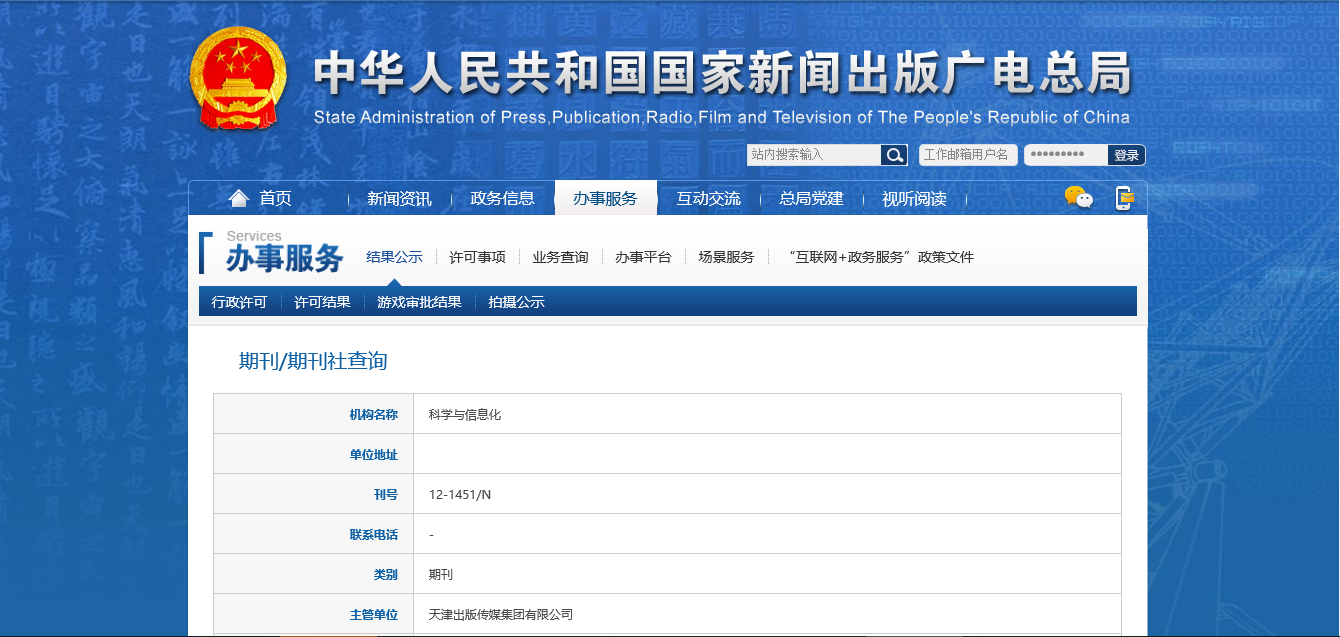 中华人民共和国国家新闻出版广电总局
State Administration of Press,Publication,Radio,Film and Television of The People's Republic of China
站内搜索输入 工作邮箱用户名 ••••••••• 登录
首页 新闻资讯 政务信息 办事服务 互动交流 总局党建 视听阅读
Services
办事服务 结果公示 许可事项 业务查询 办事平台 场景服务 “互联网+政务服务”政策文件
行政许可 许可结果 游戏审批结果 拍摄公示
期刊/期刊社查询
机构名称 科学与信息化
单位地址
刊号 12-1451/N
联系电话 -
类别 期刊
主管单位 天津出版传媒集团有限公司